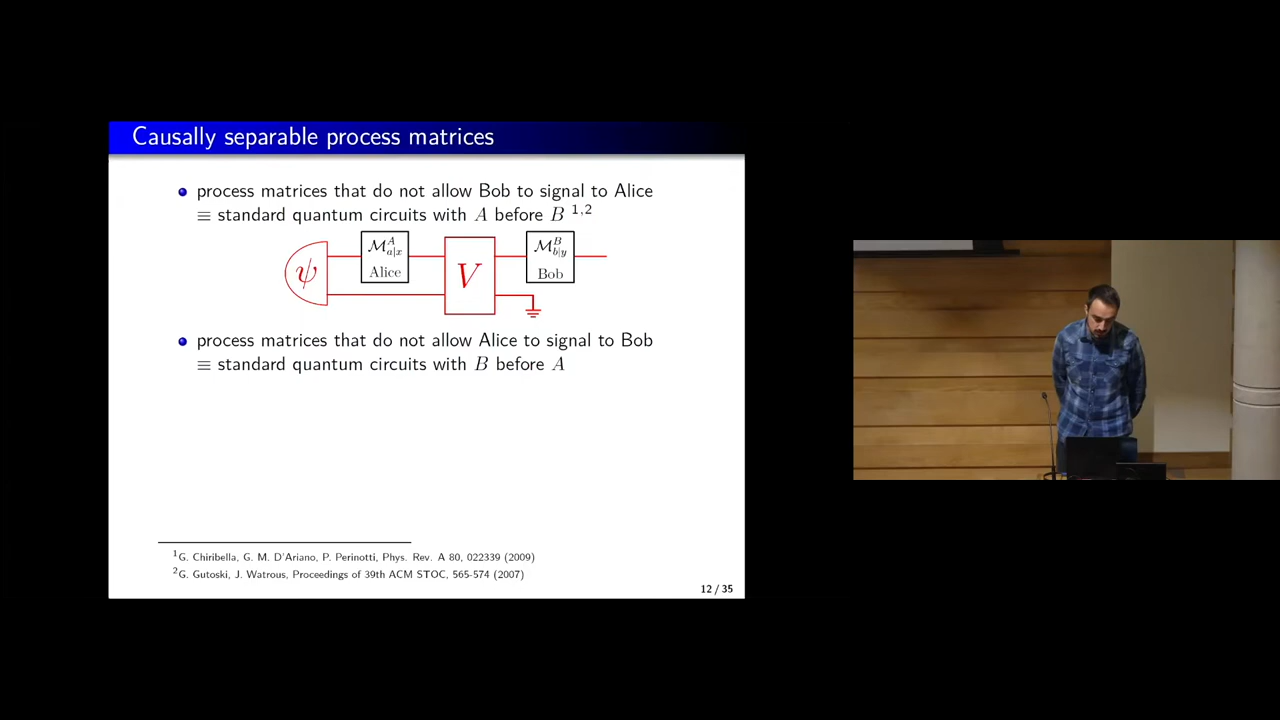 Causally separable process matrices
process matrices that do not allow Bob to signal to Alice
≡ standard quantum circuits with A before B 1,2
ψ
M^A_{a|x}
Alice
V
M^B_{b|y}
Bob
process matrices that do not allow Alice to signal to Bob
≡ standard quantum circuits with B before A
1G. Chiribella, G. M. D'Ariano, P. Perinotti, Phys. Rev. A 80, 022339 (2009)
2G. Gutoski, J. Watrous, Proceedings of 39th ACM STOC, 565-574 (2007)
12 / 35